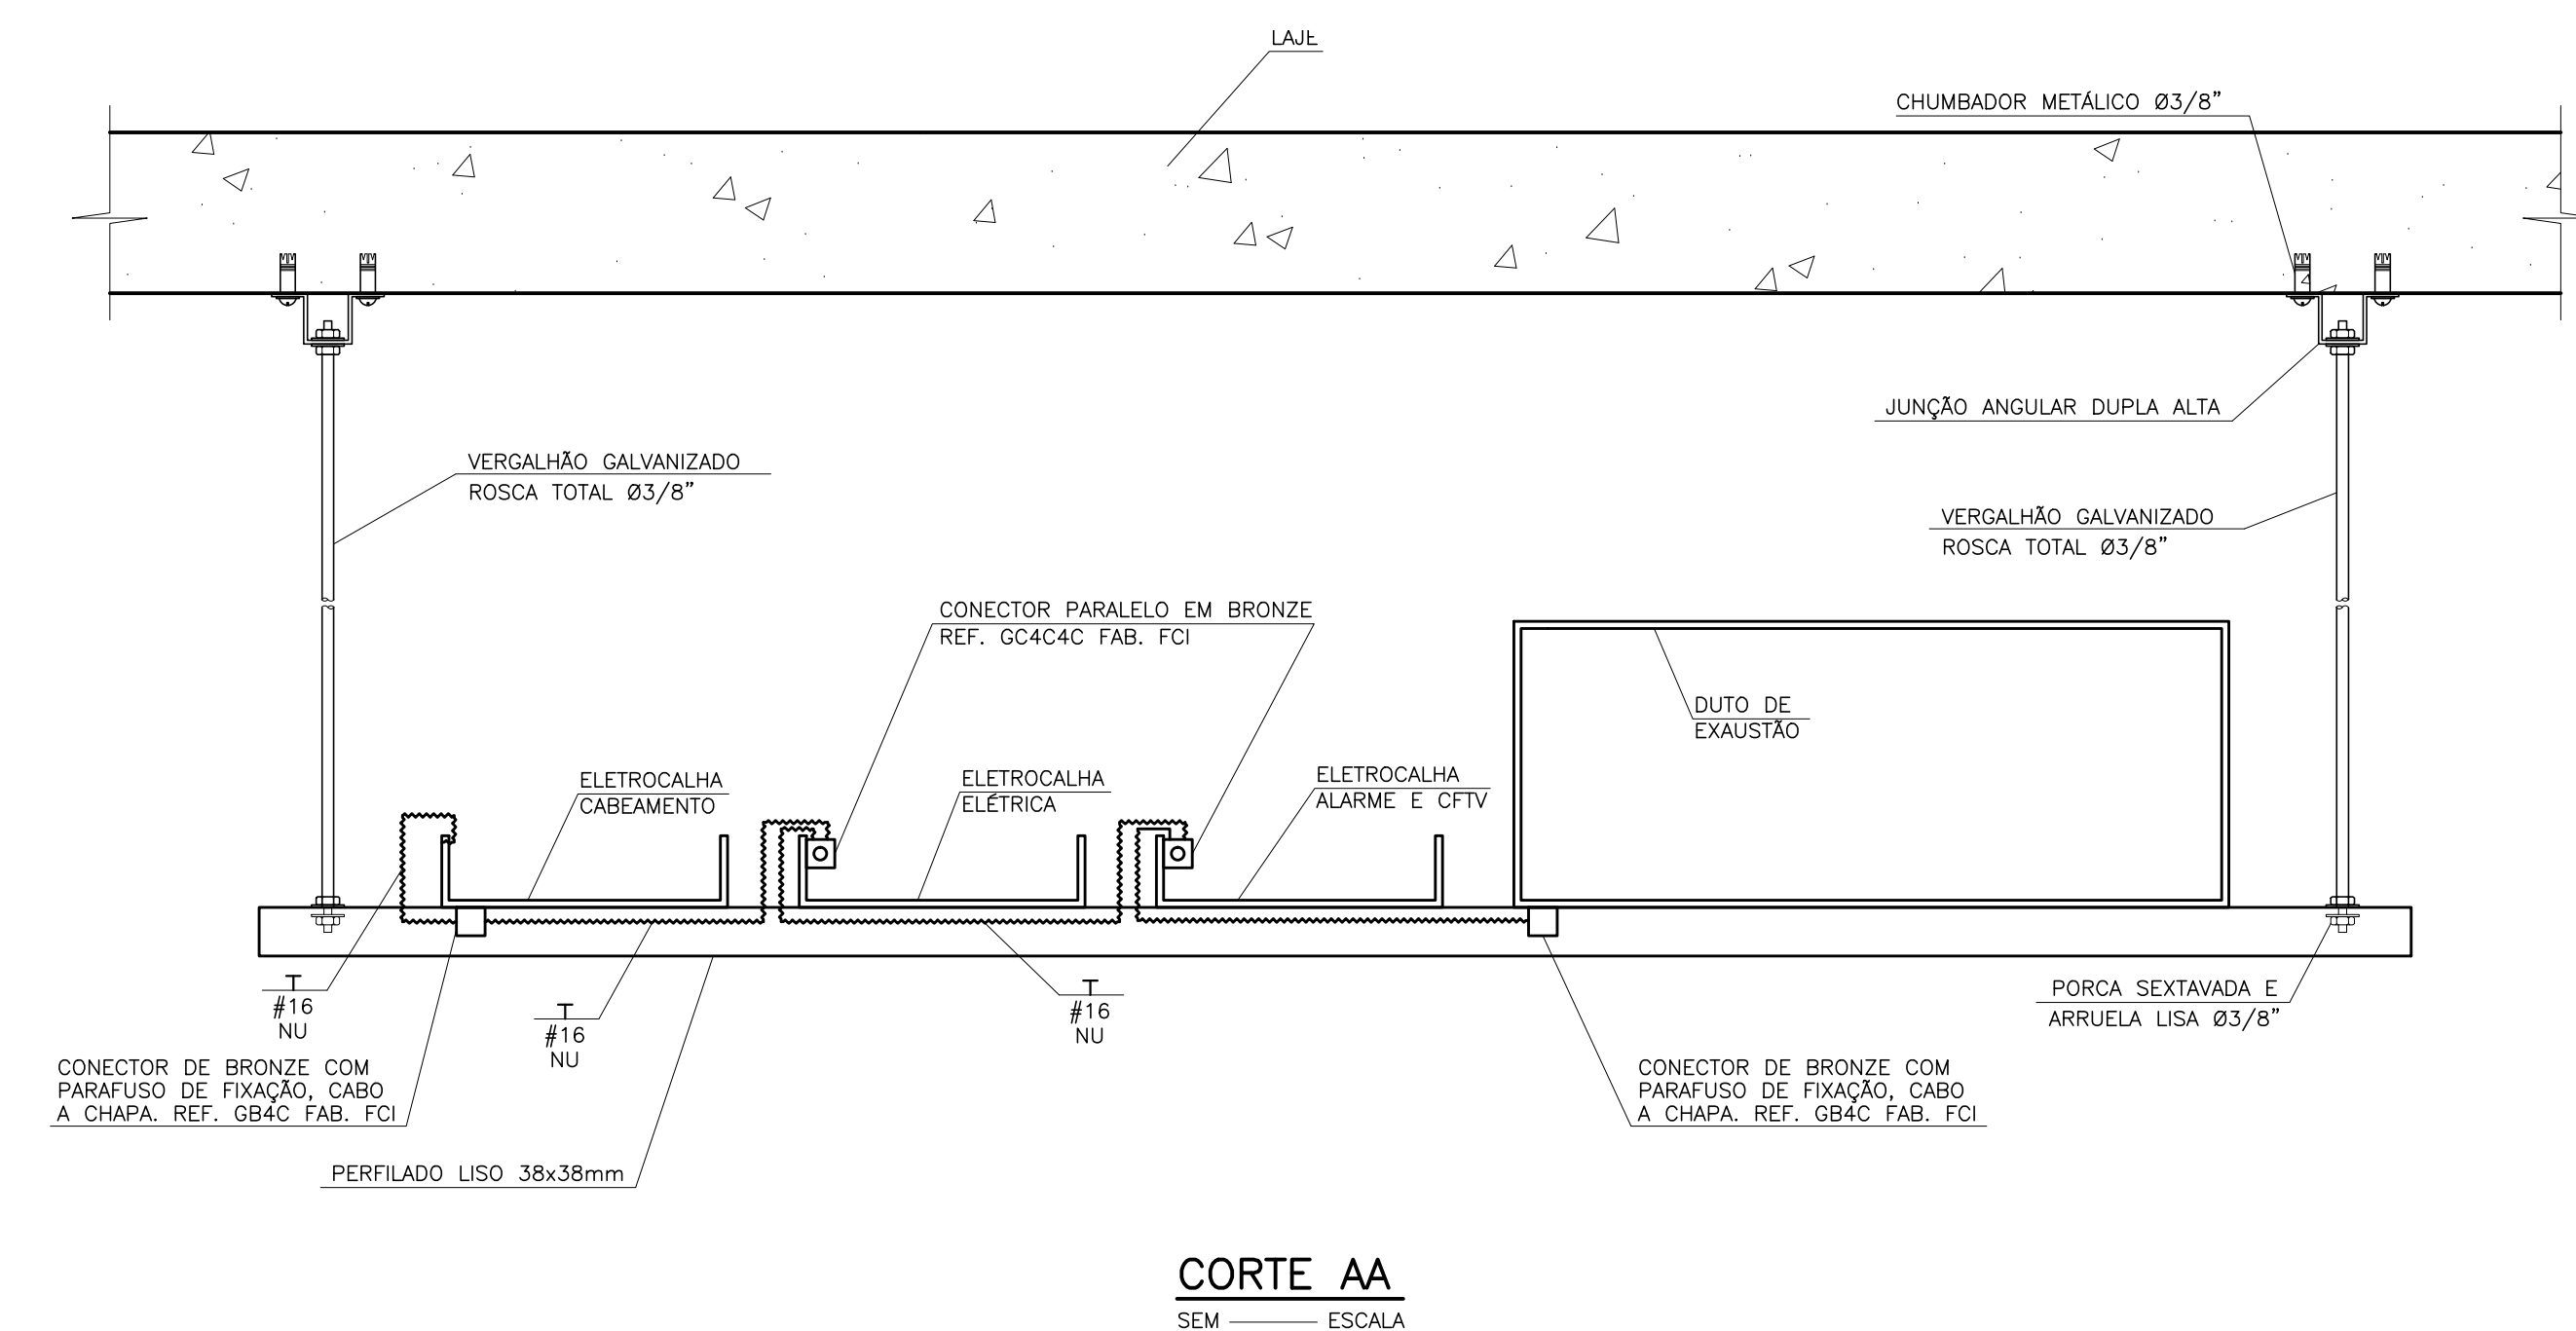 LAJE
CHUMBADOR METÁLICO Ø3/8”
JUNÇÃO ANGULAR DUPLA ALTA
VERGALHÃO GALVANIZADO
ROSCA TOTAL Ø3/8”
VERGALHÃO GALVANIZADO
ROSCA TOTAL Ø3/8”
CONECTOR PARALELO EM BRONZE
REF. GC4C4C FAB. FCI
DUTO DE
EXAUSTÃO
ELETROCALHA
CABEAMENTO
ELETROCALHA
ELÉTRICA
ELETROCALHA
ALARME E CFTV
T
#16
NU
T
#16
NU
T
#16
NU
PORCA SEXTAVADA E
ARRUELA LISA Ø3/8”
CONECTOR DE BRONZE COM
PARAFUSO DE FIXAÇÃO, CABO
A CHAPA. REF. GB4C FAB. FCI
CONECTOR DE BRONZE COM
PARAFUSO DE FIXAÇÃO, CABO
A CHAPA. REF. GB4C FAB. FCI
PERFILADO LISO 38x38mm
CORTE AA
SEM ESCALA